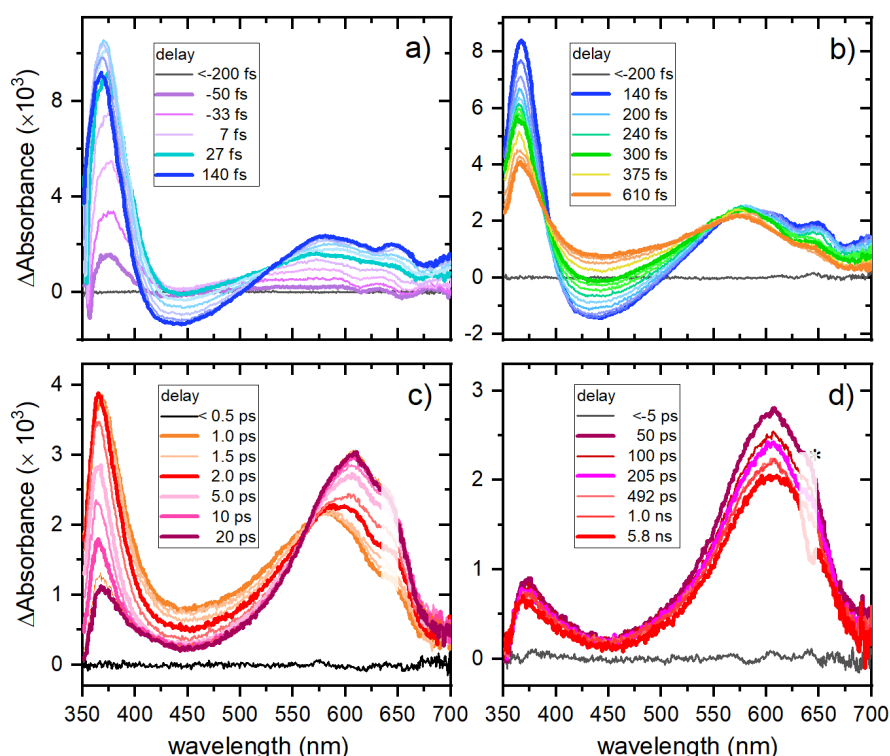 a)
delay
<-200 fs
-50 fs
-33 fs
7 fs
27 fs
140 fs
ΔAbsorbance (×10³)
8
4
0
b)
delay
<-200 fs
140 fs
200 fs
240 fs
300 fs
375 fs
610 fs
8
6
4
2
0
-2
c)
delay
< 0.5 ps
1.0 ps
1.5 ps
2.0 ps
5.0 ps
10 ps
20 ps
ΔAbsorbance (× 10³)
4
3
2
1
0
350 400 450 500 550 600 650 700
wavelength (nm)
d)
delay
<-5 ps
50 ps
100 ps
205 ps
492 ps
1.0 ns
5.8 ns
*
3
2
1
0
350 400 450 500 550 600 650 700
wavelength (nm)